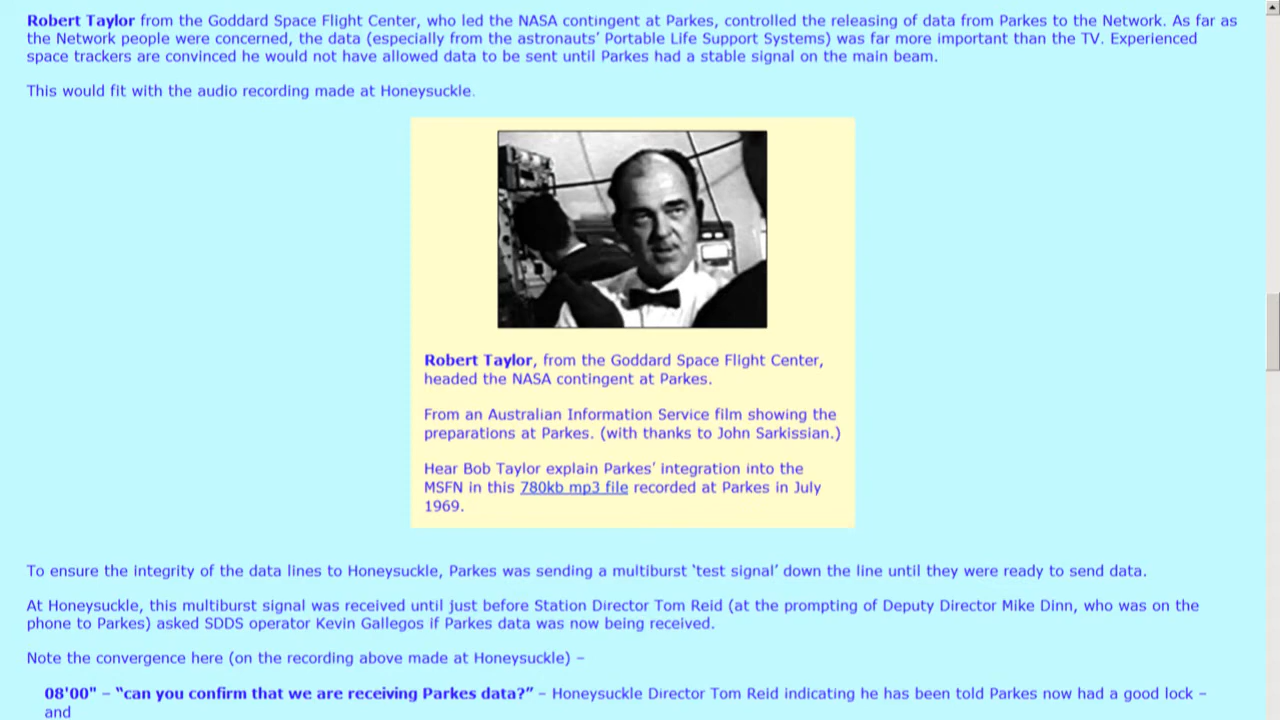 Robert Taylor from the Goddard Space Flight Center, who led the NASA contingent at Parkes, controlled the releasing of data from Parkes to the Network. As far as
the Network people were concerned, the data (especially from the astronauts’ Portable Life Support Systems) was far more important than the TV. Experienced
space trackers are convinced he would not have allowed data to be sent until Parkes had a stable signal on the main beam.
This would fit with the audio recording made at Honeysuckle.
Robert Taylor, from the Goddard Space Flight Center,
headed the NASA contingent at Parkes.
From an Australian Information Service film showing the
preparations at Parkes. (with thanks to John Sarkissian.)
Hear Bob Taylor explain Parkes’ integration into the
MSFN in this 780kb mp3 file recorded at Parkes in July
1969.
To ensure the integrity of the data lines to Honeysuckle, Parkes was sending a multiburst ‘test signal’ down the line until they were ready to send data.
At Honeysuckle, this multiburst signal was received until just before Station Director Tom Reid (at the prompting of Deputy Director Mike Dinn, who was on the
phone to Parkes) asked SDDS operator Kevin Gallegos if Parkes data was now being received.
Note the convergence here (on the recording above made at Honeysuckle) –
08'00" – “can you confirm that we are receiving Parkes data?” – Honeysuckle Director Tom Reid indicating he has been told Parkes now had a good lock –
and